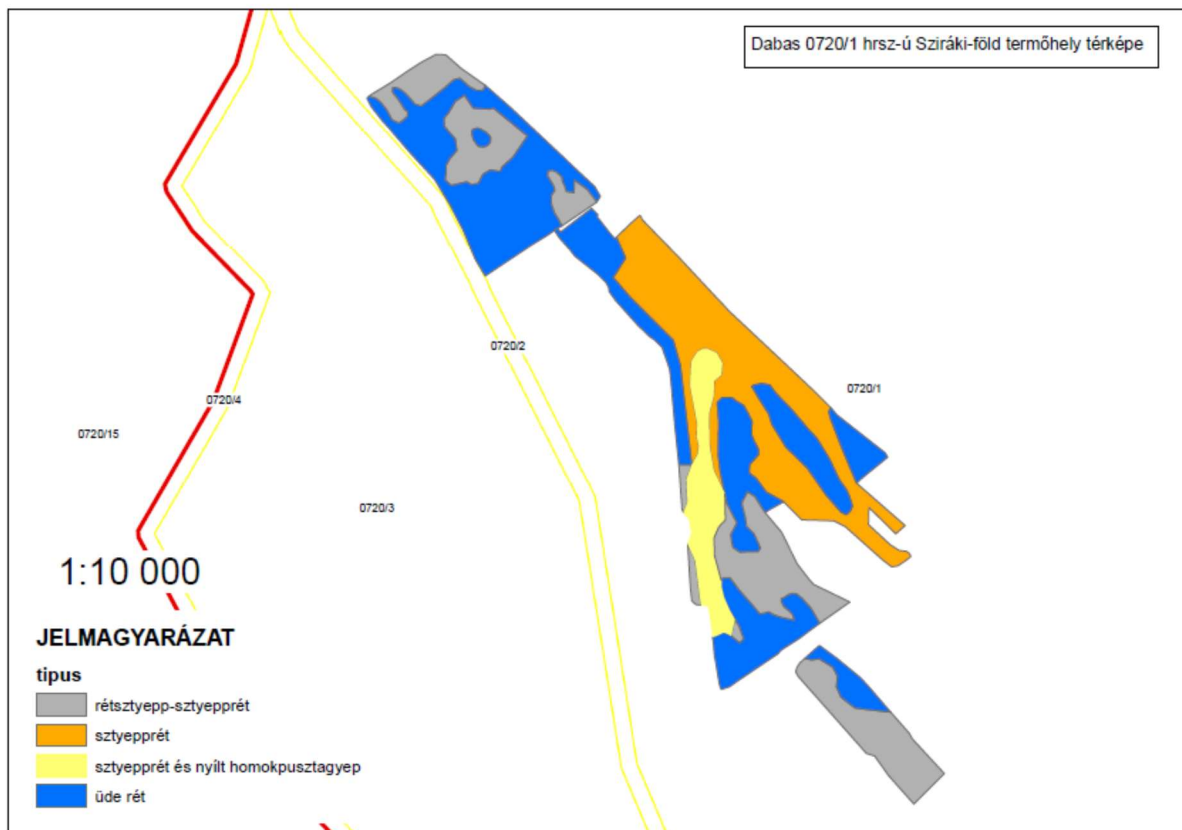 Dabas 0720/1 hrsz-ú Sziráki-föld termőhely térképe
0720/2
0720/1
0720/4
0720/15
0720/3
1:10 000
JELMAGYARÁZAT
tipus
rétsztyepp-sztyepprét
sztyepprét
sztyepprét és nyílt homokpusztagyep
üde rét